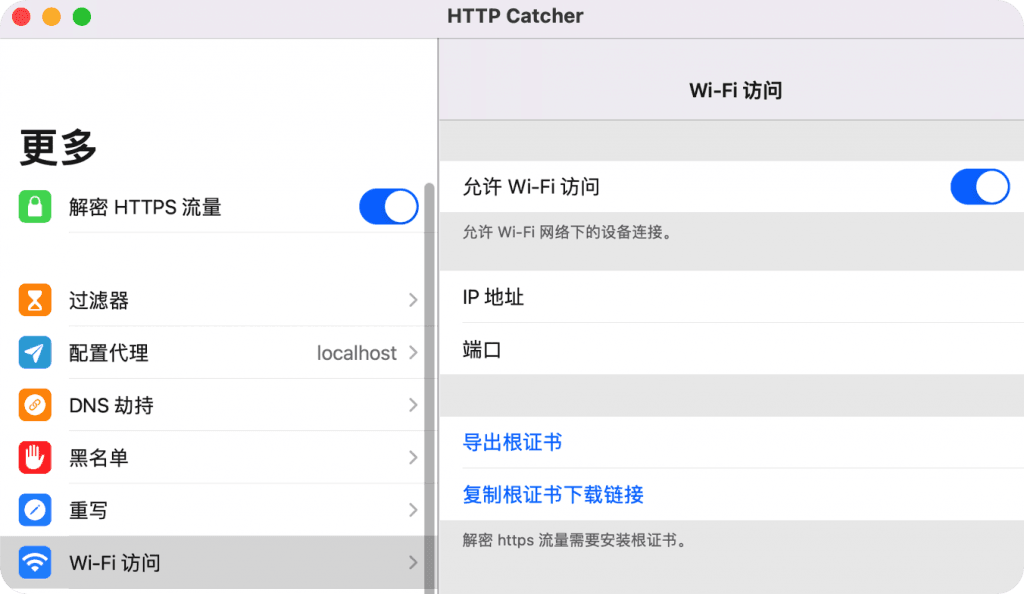 HTTP Catcher
更多
解密 HTTPS 流量
过滤器
配置代理 localhost
DNS 劫持
黑名单
重写
Wi-Fi 访问
Wi-Fi 访问
允许 Wi-Fi 访问
允许 Wi-Fi 网络下的设备连接。
IP 地址
端口
导出根证书
复制根证书下载链接
解密 https 流量需要安装根证书。